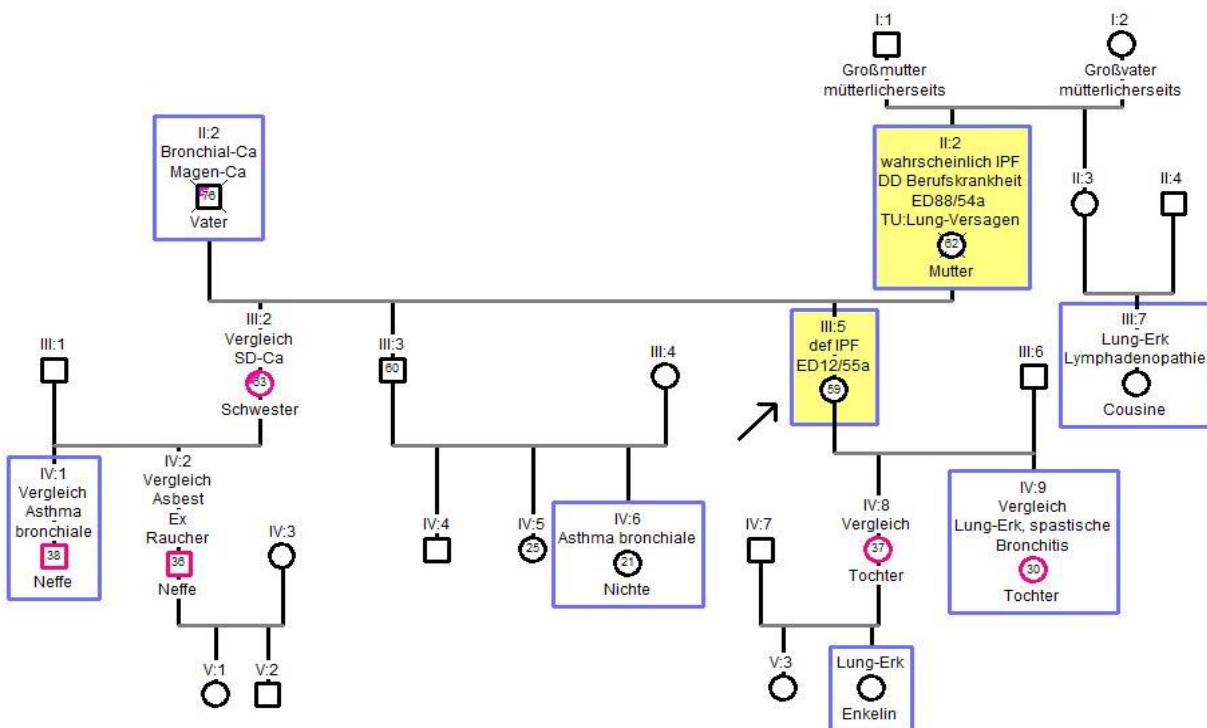 I:1
Großmutter
mütterlicherseits
I:2
Großvater
mütterlicherseits
II:2
Bronchial-Ca
Magen-Ca
76
Vater
II:2
wahrscheinlich IPF
DD Berufskrankheit
ED88/54a
TU:Lung-Versagen
62
Mutter
II:3
II:4
III:1
III:2
Vergleich
SD-Ca
63
Schwester
III:3
60
III:4
III:5
def IPF
ED12/55a
59
III:6
III:7
Lung-Erk
Lymphadenopathie
Cousine
IV:1
Vergleich
Asthma
bronchiale
38
Neffe
IV:2
Vergleich
Asbest
Ex
Raucher
36
Neffe
IV:3
IV:4
IV:5
25
IV:6
Asthma bronchiale
21
Nichte
IV:7
IV:8
Vergleich
37
Tochter
IV:9
Vergleich
Lung-Erk, spastische
Bronchitis
30
Tochter
V:1
V:2
V:3
Lung-Erk
Enkelin